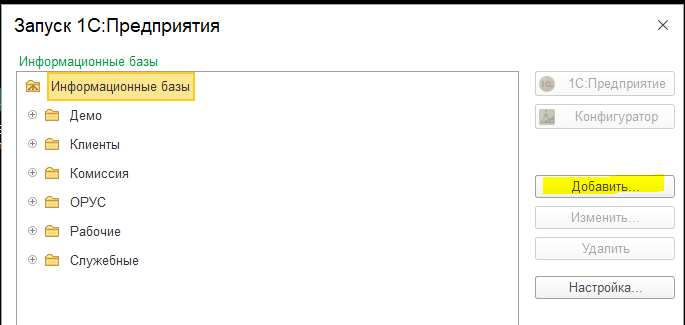 Запуск 1С:Предприятия
Информационные базы
Информационные базы
Демо
Клиенты
Комиссия
ОРУС
Рабочие
Служебные
1С:Предприятие
Конфигуратор
Добавить...
Изменить...
Удалить
Настройка...